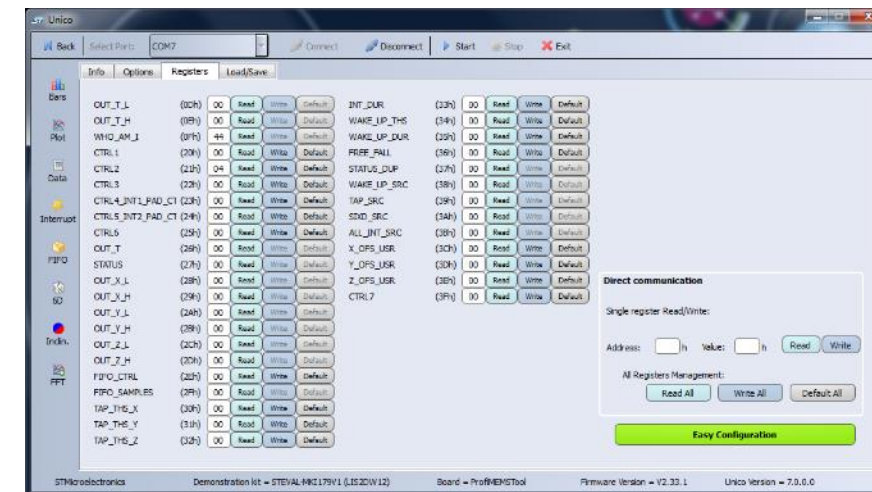 Unico
Back Select Port: COM7 Connect Disconnect Start Stop Exit
Info Options Registers Load/Save
Bars
Plot
Data
Interrupt
FIFO
6D
Inclin.
FFT
OUT_T_L (0Dh) 00 Read Write Default
OUT_T_H (0Eh) 00 Read Write Default
WHO_AM_I (0Fh) 44 Read Write Default
CTRL1 (20h) 00 Read Write Default
CTRL2 (21h) 04 Read Write Default
CTRL3 (22h) 00 Read Write Default
CTRL4_INT1_PAD_CT (23h) 00 Read Write Default
CTRL5_INT2_PAD_CT (24h) 00 Read Write Default
CTRL6 (25h) 00 Read Write Default
OUT_T (26h) 00 Read Write Default
STATUS (27h) 00 Read Write Default
OUT_X_L (28h) 00 Read Write Default
OUT_X_H (29h) 00 Read Write Default
OUT_Y_L (2Ah) 00 Read Write Default
OUT_Y_H (2Bh) 00 Read Write Default
OUT_Z_L (2Ch) 00 Read Write Default
OUT_Z_H (2Dh) 00 Read Write Default
FIFO_CTRL (2Eh) 00 Read Write Default
FIFO_SAMPLES (2Fh) 00 Read Write Default
TAP_THS_X (30h) 00 Read Write Default
TAP_THS_Y (31h) 00 Read Write Default
TAP_THS_Z (32h) 00 Read Write Default
INT_DUR (33h) 00 Read Write Default
WAKE_UP_THS (34h) 00 Read Write Default
WAKE_UP_DUR (35h) 00 Read Write Default
FREE_FALL (36h) 00 Read Write Default
STATUS_DUP (37h) 00 Read Write Default
WAKE_UP_SRC (38h) 00 Read Write Default
TAP_SRC (39h) 00 Read Write Default
SIXD_SRC (3Ah) 00 Read Write Default
ALL_INT_SRC (3Bh) 00 Read Write Default
X_OFS_USR (3Ch) 00 Read Write Default
Y_OFS_USR (3Dh) 00 Read Write Default
Z_OFS_USR (3Eh) 00 Read Write Default
CTRL7 (3Fh) 00 Read Write Default
Direct communication
Single register Read/Write:
Address: h Value: h Read Write
All Registers Management:
Read All Write All Default All
Easy Configuration
STMicroelectronics Demonstration kit = STEVAL-MKI179V1 (LIS2DW12) Board = ProfiMEMSTool Firmware Version = V2.33.1 Unico Version = 7.0.0.0